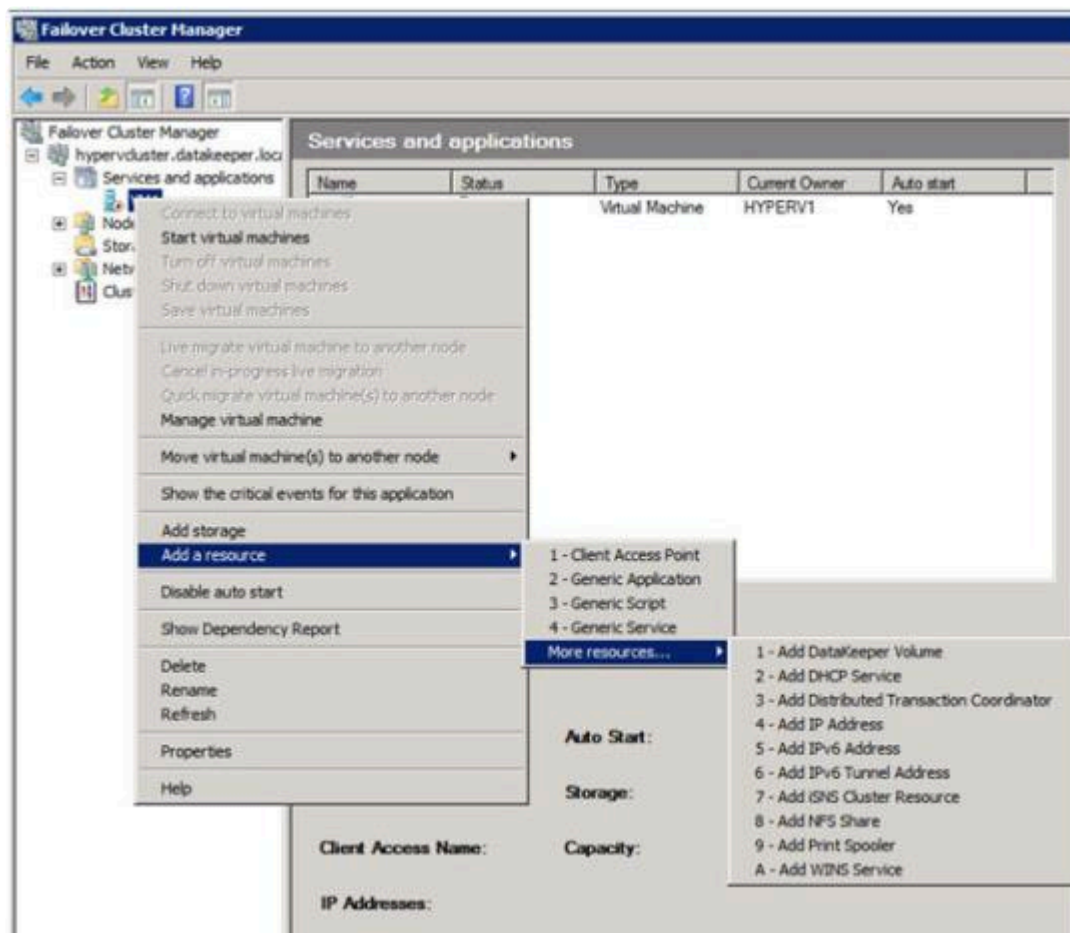 Failover Cluster Manager
File Action View Help
Failover Cluster Manager
hypervcluster.datakeeper.loca
Services and applications
Node
Stor
Netv
Clus
Services and applications
Name Status Type Current Owner Auto start
Virtual Machine HYPERV1 Yes
Connect to virtual machines
Start virtual machines
Turn off virtual machines
Shut down virtual machines
Save virtual machines
Live migrate virtual machine to another node
Cancel in-progress live migration
Quick migrate virtual machine(s) to another node
Manage virtual machine
Move virtual machine(s) to another node
Show the critical events for this application
Add storage
Add a resource
Disable auto start
Show Dependency Report
Delete
Rename
Refresh
Properties
Help
1 - Client Access Point
2 - Generic Application
3 - Generic Script
4 - Generic Service
More resources...
1 - Add DataKeeper Volume
2 - Add DHCP Service
3 - Add Distributed Transaction Coordinator
4 - Add IP Address
5 - Add IPv6 Address
6 - Add IPv6 Tunnel Address
7 - Add iSNS Cluster Resource
8 - Add NFS Share
9 - Add Print Spooler
A - Add WINS Service
Auto Start:
Storage:
Client Access Name: Capacity:
IP Addresses: